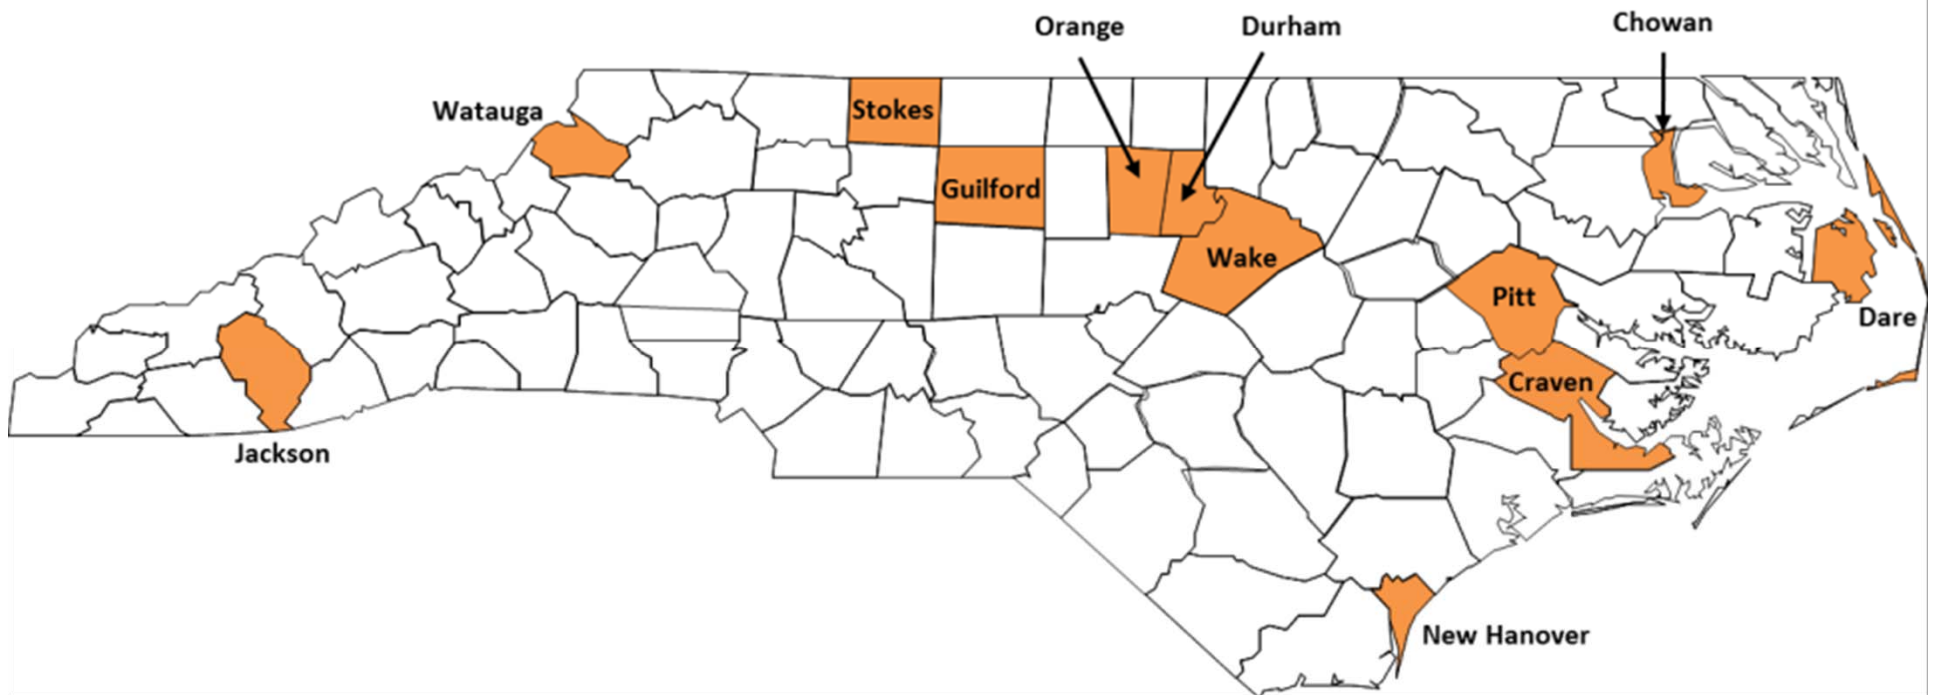 Orange
Durham
Chowan
Watauga
Stokes
Guilford
Wake
Pitt
Dare
Craven
Jackson
New Hanover